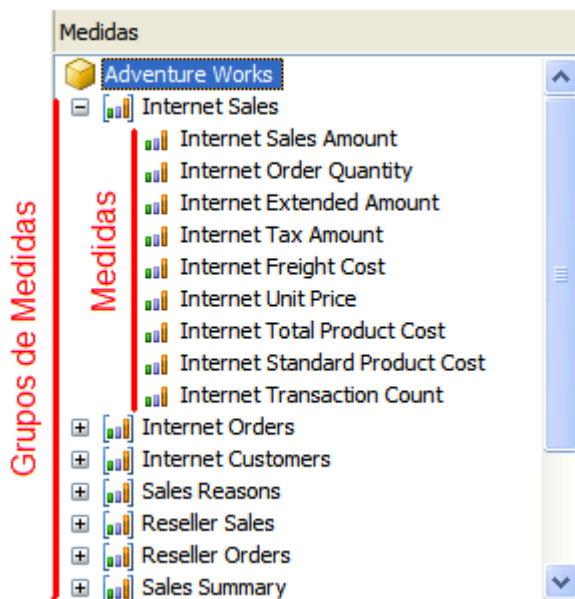 Medidas
Adventure Works
Internet Sales
Internet Sales Amount
Internet Order Quantity
Internet Extended Amount
Internet Tax Amount
Internet Freight Cost
Internet Unit Price
Internet Total Product Cost
Internet Standard Product Cost
Internet Transaction Count
Internet Orders
Internet Customers
Sales Reasons
Reseller Sales
Reseller Orders
Sales Summary
Grupos de Medidas
Medidas